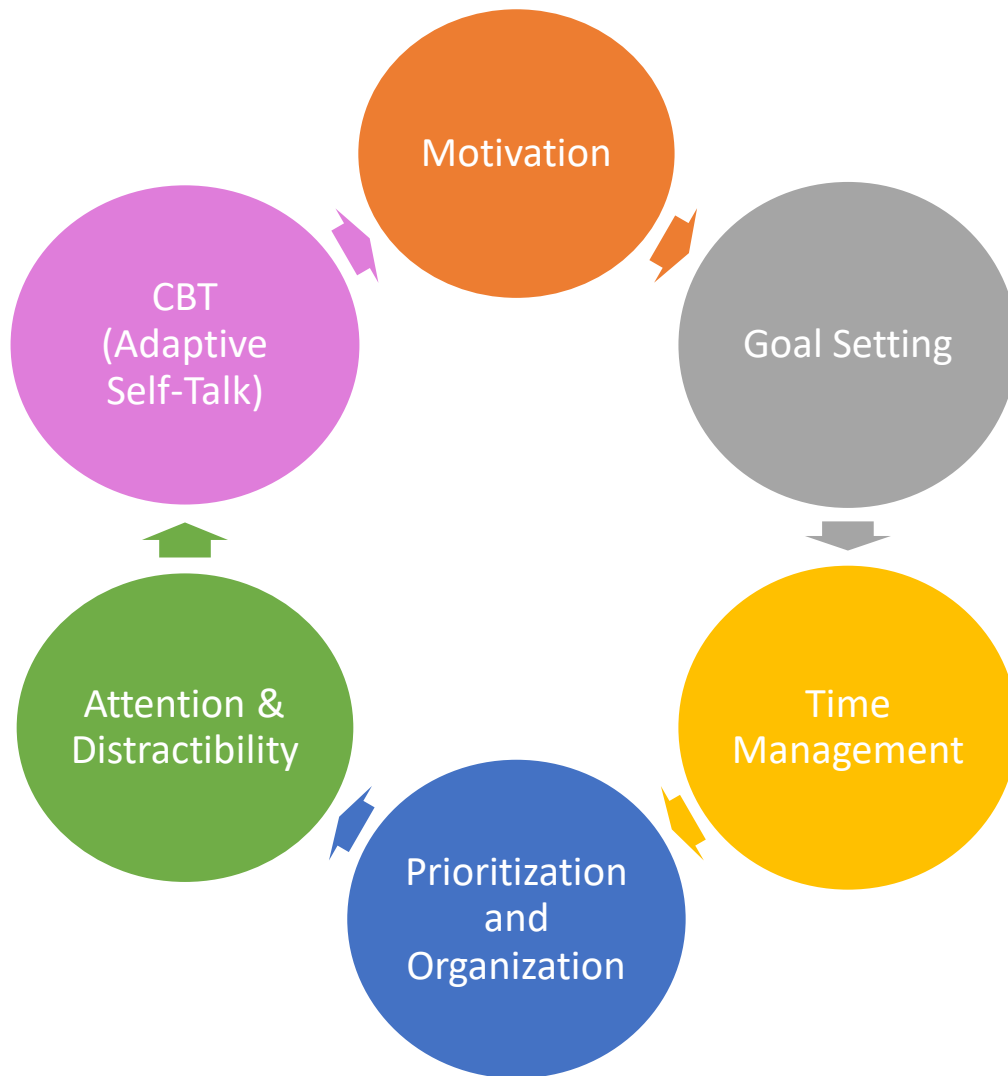 Motivation
Goal Setting
Time
Management
Prioritization
and
Organization
Attention &
Distractibility
CBT
(Adaptive
Self-Talk)